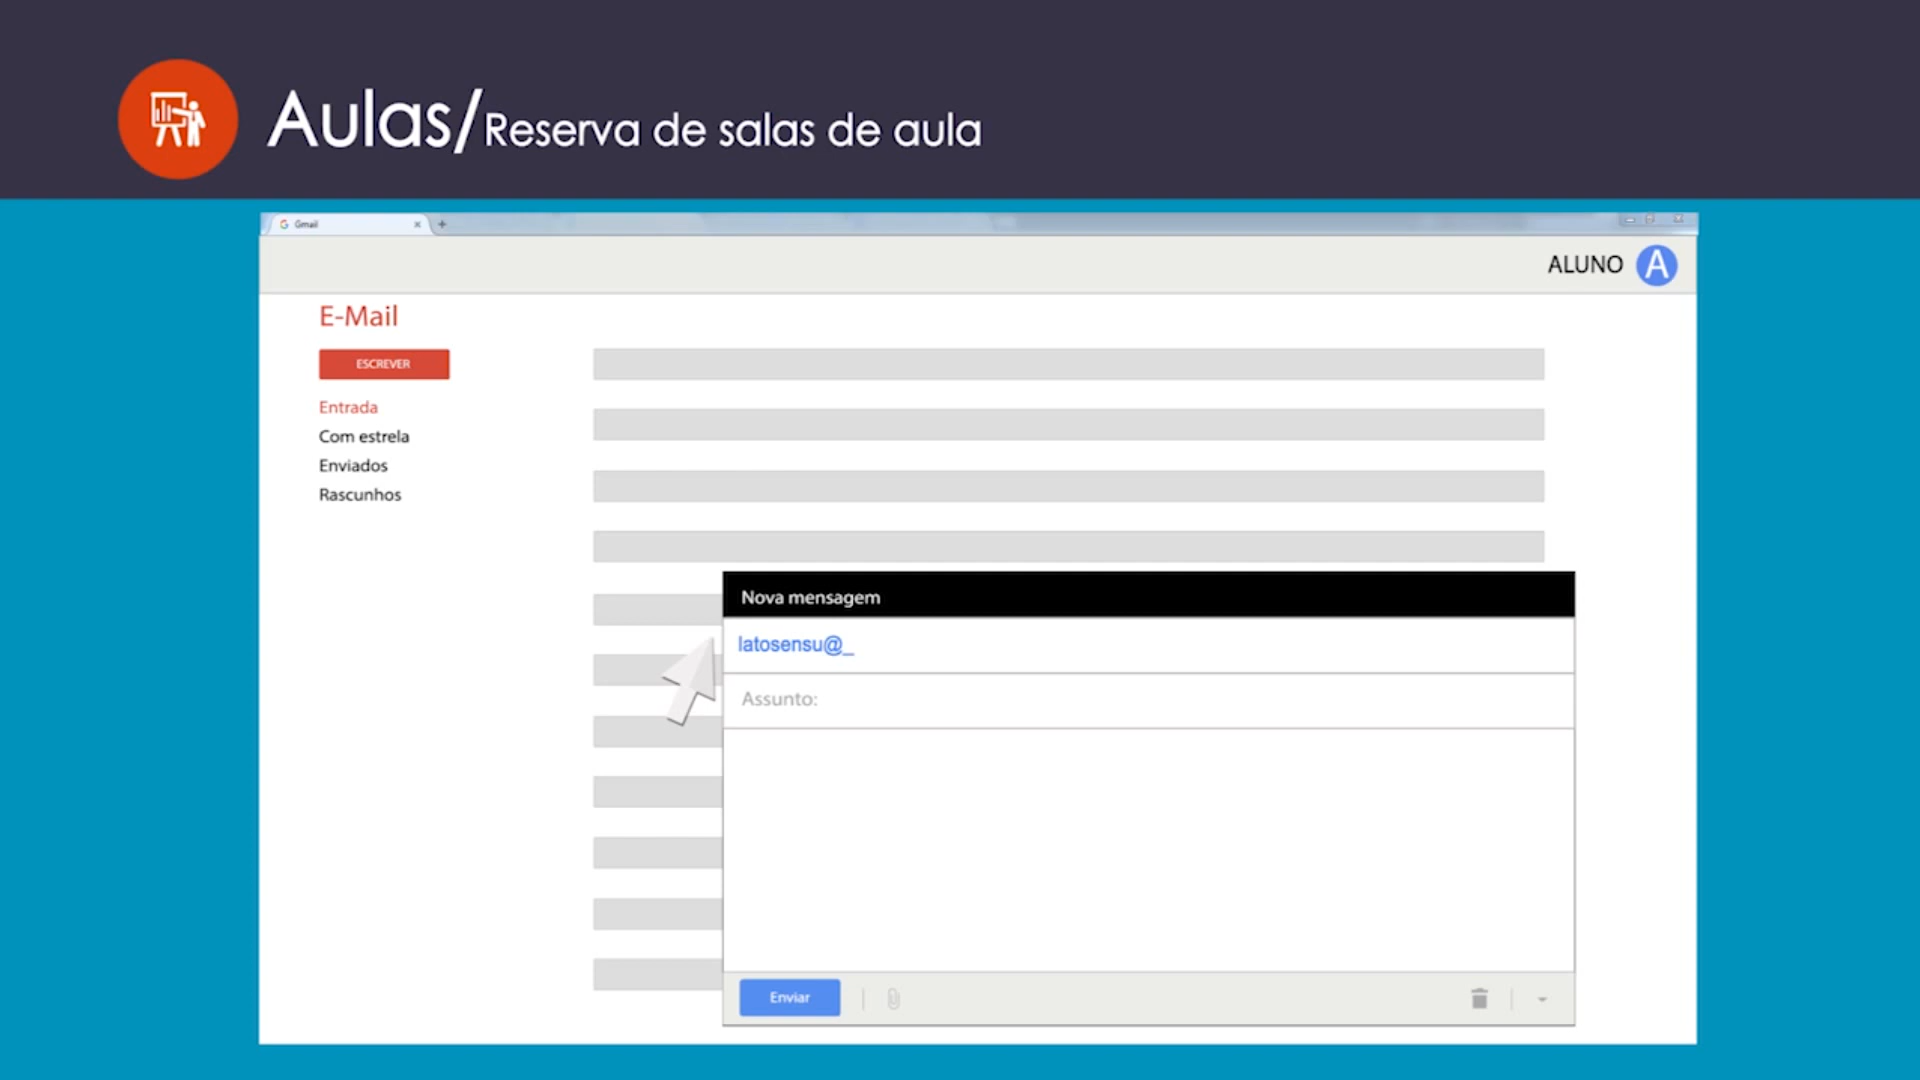 Aulas/Reserva de salas de aula
Gmail
ALUNO A
E-Mail
ESCREVER
Entrada
Com estrela
Enviados
Rascunhos
Nova mensagem
latosensu@_
Assunto:
Enviar